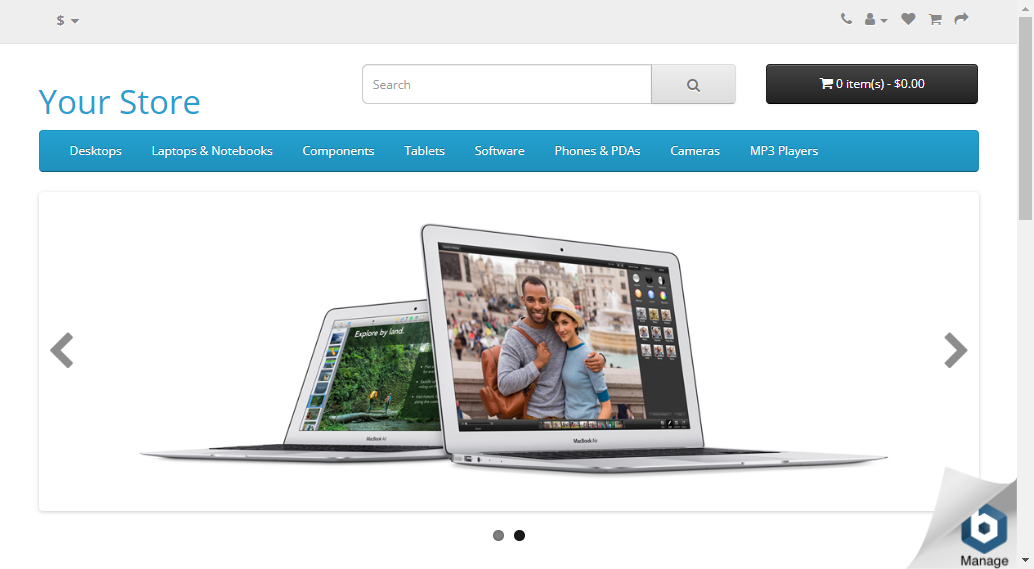 $
Search
0 item(s) - $0.00
Your Store
Desktops
Laptops & Notebooks
Components
Tablets
Software
Phones & PDAs
Cameras
MP3 Players
Explore by land.
MacBook Air
MacBook Air
Manage